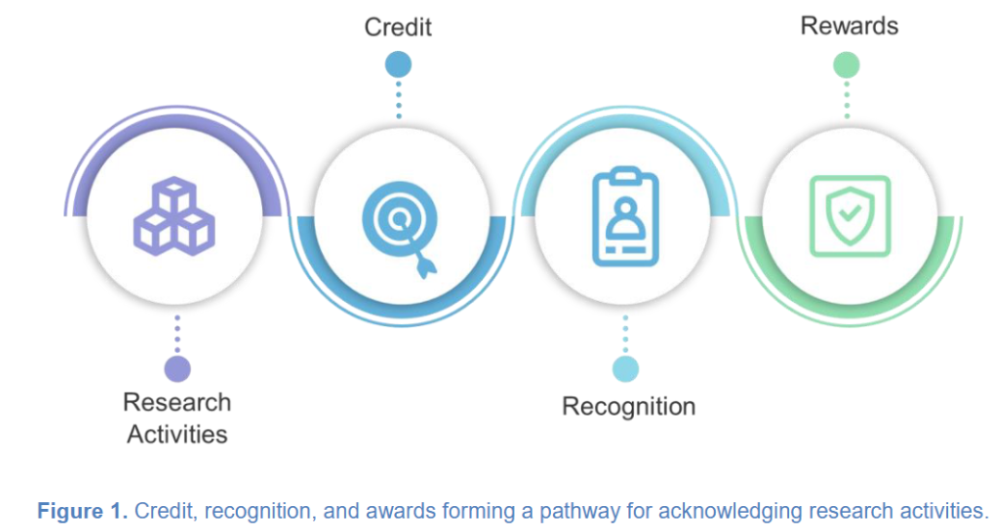 Credit
Rewards
Research
Activities
Recognition
Figure 1. Credit, recognition, and awards forming a pathway for acknowledging research activities.